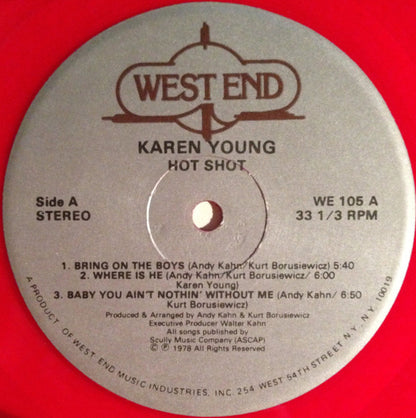 WEST END
KAREN YOUNG
HOT SHOT
Side A
STEREO
WE 105 A
33 1/3 RPM
1. BRING ON THE BOYS (Andy Kahn/Kurt Borusiewicz) 5:40
2. WHERE IS HE (Andy Kahn/Kurt Borusiewicz/ 6:00
Karen Young)
3. BABY YOU AIN'T NOTHIN' WITHOUT ME (Andy Kahn/ 6:50
Kurt Borusiewicz)
Produced & Arranged by Andy Kahn & Kurt Borusiewicz
Executive Producer Walter Kahn
All songs published by
Scully Music Company (ASCAP)
© ℗ 1978 All Rights Reserved
A PRODUCT OF WEST END MUSIC INDUSTRIES, INC. 254 WEST 54TH STREET N.Y. N.Y. 10019